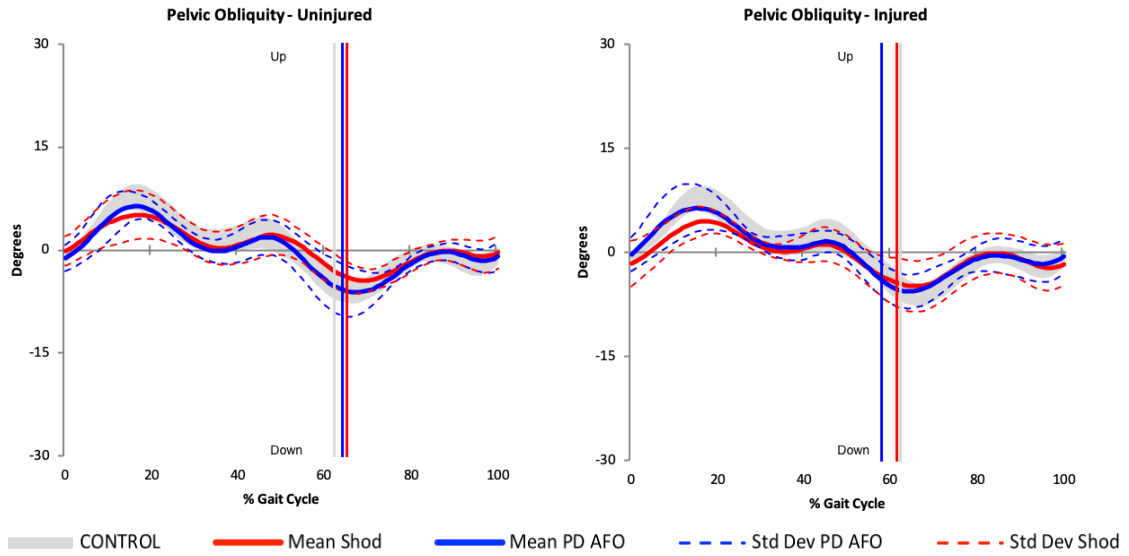 Pelvic Obliquity - Uninjured
30
Up
15
0
Degrees
-15
Down
-30
0 20 40 60 80 100
% Gait Cycle
Pelvic Obliquity - Injured
30
Up
15
0
Degrees
-15
Down
-30
0 20 40 60 80 100
% Gait Cycle
CONTROL Mean Shod Mean PD AFO Std Dev PD AFO Std Dev Shod